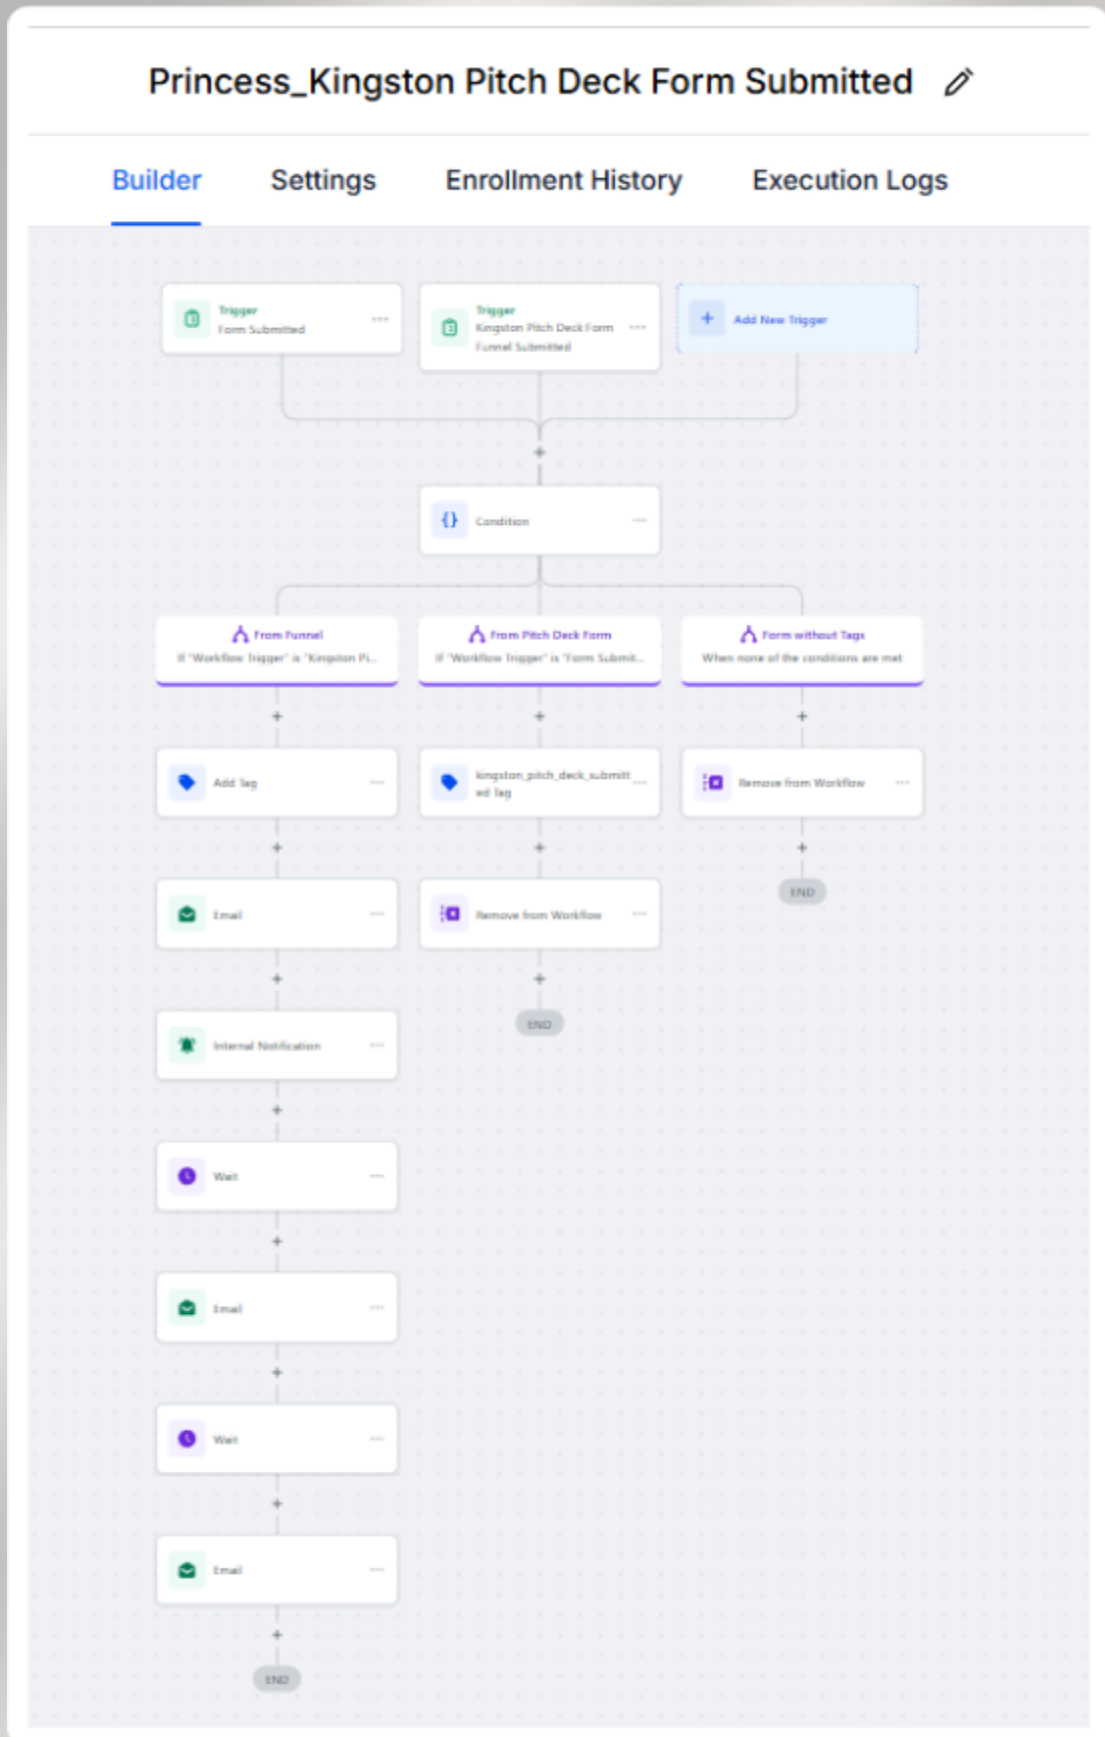 Princess_Kingston Pitch Deck Form Submitted
Builder Settings Enrollment History Execution Logs
Trigger
Form Submitted
Trigger
Kingston Pitch Deck Form
Funnel Submitted
Add New Trigger
Condition
From Funnel
If "Workflow Trigger" is "Kingston Pi...
From Pitch Deck Form
If "Workflow Trigger" is "Form Submit...
Form without Tags
When none of the conditions are met
Add Tag
kingston_pitch_deck_submitt
ed Tag
Remove from Workflow
Email
Remove from Workflow
END
Internal Notification
END
Wait
Email
Wait
Email
END